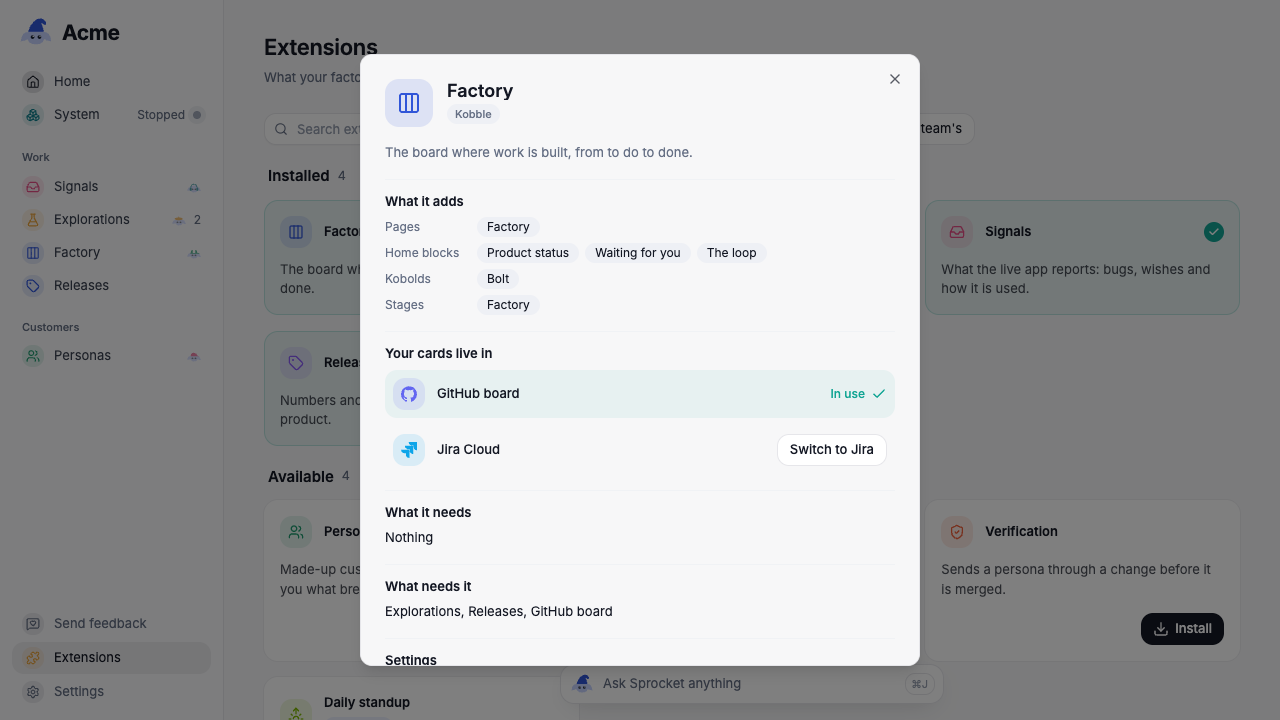 Acme
Home
System Stopped
Work
Signals
Explorations 2
Factory
Releases
Customers
Personas
Send feedback
Extensions
Settings
Extensions
What your facto
Search ext
team's
Installed 4
Factor
The board wh
done.
Signals
What the live app reports: bugs, wishes and
how it is used.
Releas
Numbers and
product.
Available 4
Perso
Made-up cus
you what brea
Verification
Sends a persona through a change before it
is merged.
Install
Daily standup
Ask Sprocket anything ⌘J
Factory
Kobble
The board where work is built, from to do to done.
What it adds
Pages Factory
Home blocks Product status Waiting for you The loop
Kobolds Bolt
Stages Factory
Your cards live in
GitHub board In use
Jira Cloud Switch to Jira
What it needs
Nothing
What needs it
Explorations, Releases, GitHub board
Settings